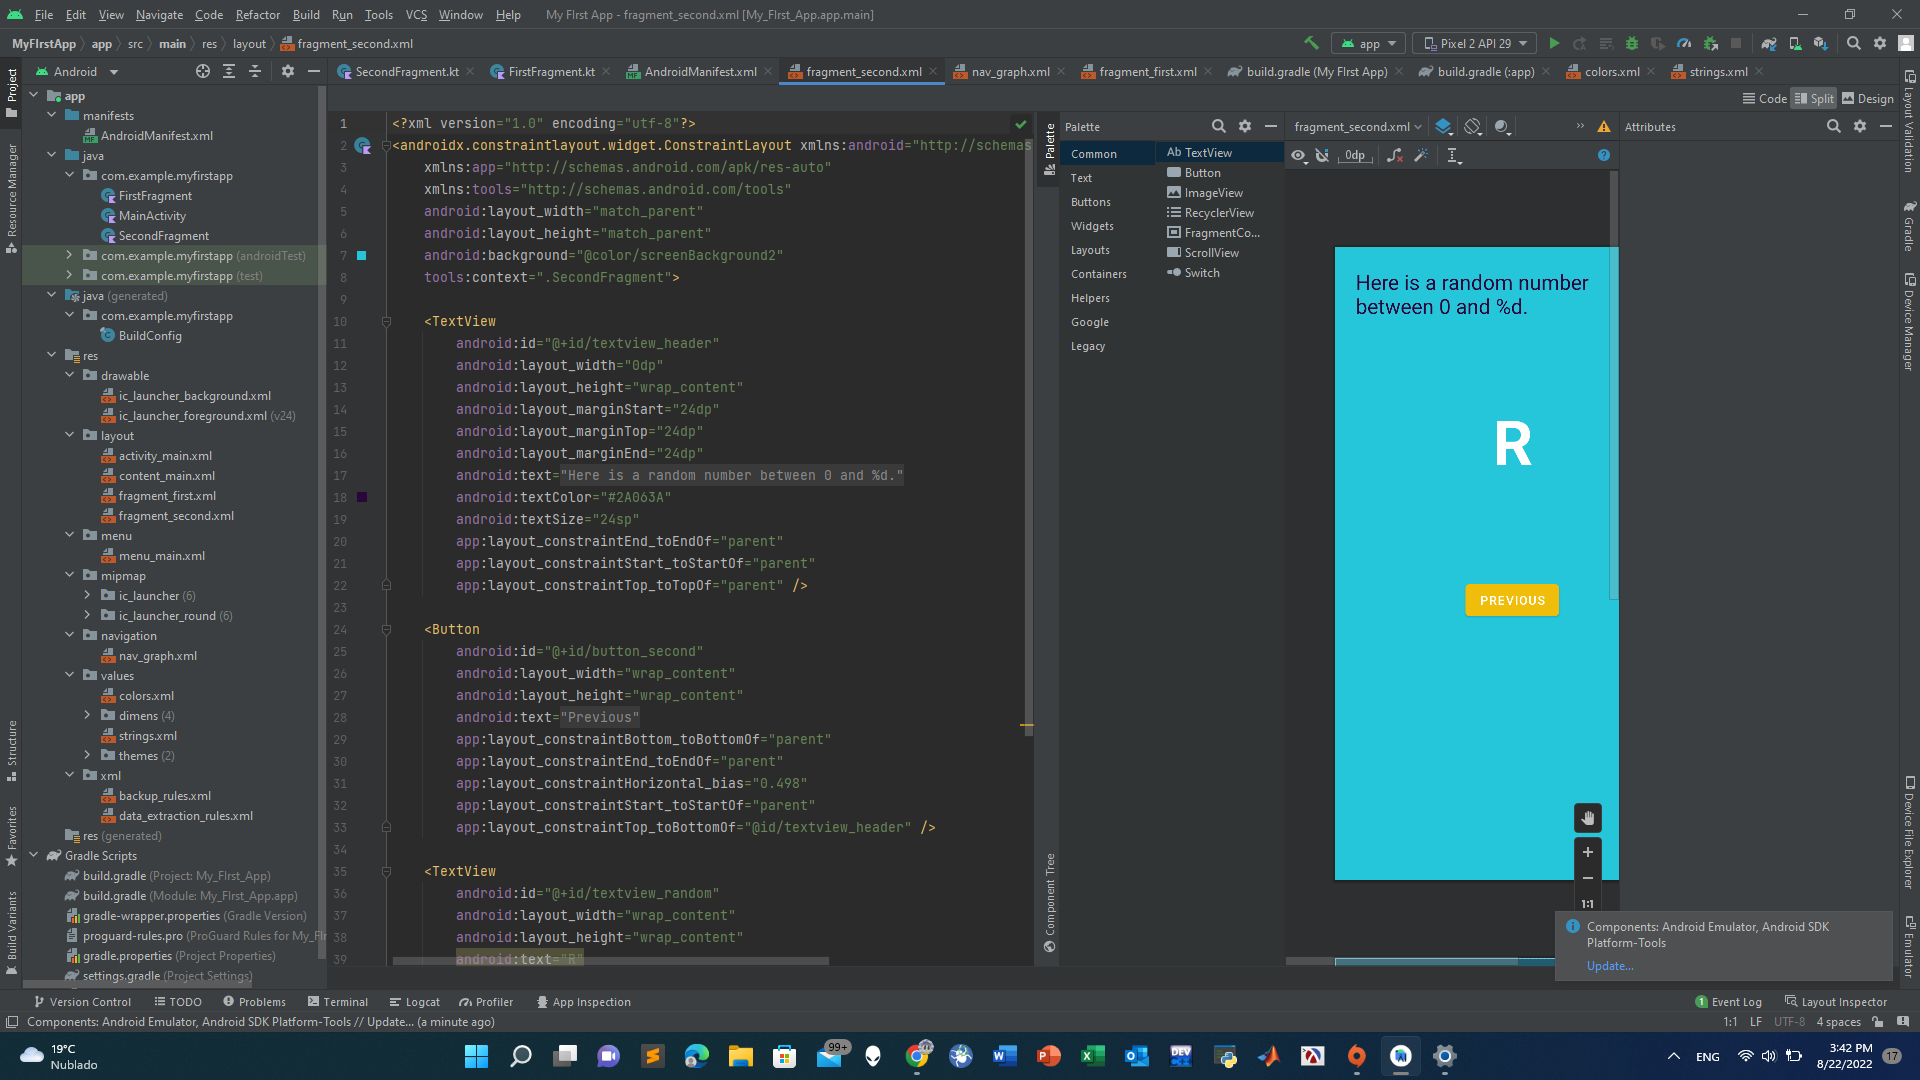 File Edit View Navigate Code Refactor Build Run Tools VCS Window Help My FIrst App - fragment_second.xml [My_FIrst_App.app.main]
MyFIrstApp app src main res layout fragment_second.xml app Pixel 2 API 29
Project
Android
SecondFragment.kt FirstFragment.kt AndroidManifest.xml fragment_second.xml nav_graph.xml fragment_first.xml build.gradle (My FIrst App) build.gradle (:app) colors.xml strings.xml
Code Split Design
Resource Manager
Structure
Favorites
Build Variants
app
manifests
AndroidManifest.xml
java
com.example.myfirstapp
FirstFragment
MainActivity
SecondFragment
com.example.myfirstapp (androidTest)
com.example.myfirstapp (test)
java (generated)
com.example.myfirstapp
BuildConfig
res
drawable
ic_launcher_background.xml
ic_launcher_foreground.xml (v24)
layout
activity_main.xml
content_main.xml
fragment_first.xml
fragment_second.xml
menu
menu_main.xml
mipmap
ic_launcher (6)
ic_launcher_round (6)
navigation
nav_graph.xml
values
colors.xml
dimens (4)
strings.xml
themes (2)
xml
backup_rules.xml
data_extraction_rules.xml
res (generated)
Gradle Scripts
build.gradle (Project: My_FIrst_App)
build.gradle (Module: My_FIrst_App.app)
gradle-wrapper.properties (Gradle Version)
proguard-rules.pro (ProGuard Rules for My_FIr
gradle.properties (Project Properties)
settings.gradle (Project Settings)
1 <?xml version="1.0" encoding="utf-8"?>
2 <androidx.constraintlayout.widget.ConstraintLayout xmlns:android="http://schemas
3 xmlns:app="http://schemas.android.com/apk/res-auto"
4 xmlns:tools="http://schemas.android.com/tools"
5 android:layout_width="match_parent"
6 android:layout_height="match_parent"
7 android:background="@color/screenBackground2"
8 tools:context=".SecondFragment">
9
10 <TextView
11 android:id="@+id/textview_header"
12 android:layout_width="0dp"
13 android:layout_height="wrap_content"
14 android:layout_marginStart="24dp"
15 android:layout_marginTop="24dp"
16 android:layout_marginEnd="24dp"
17 android:text="Here is a random number between 0 and %d."
18 android:textColor="#2A063A"
19 android:textSize="24sp"
20 app:layout_constraintEnd_toEndOf="parent"
21 app:layout_constraintStart_toStartOf="parent"
22 app:layout_constraintTop_toTopOf="parent" />
23
24 <Button
25 android:id="@+id/button_second"
26 android:layout_width="wrap_content"
27 android:layout_height="wrap_content"
28 android:text="Previous"
29 app:layout_constraintBottom_toBottomOf="parent"
30 app:layout_constraintEnd_toEndOf="parent"
31 app:layout_constraintHorizontal_bias="0.498"
32 app:layout_constraintStart_toStartOf="parent"
33 app:layout_constraintTop_toBottomOf="@id/textview_header" />
34
35 <TextView
36 android:id="@+id/textview_random"
37 android:layout_width="wrap_content"
38 android:layout_height="wrap_content"
39 android:text="R"
Palette
Component Tree
Palette
Common
Text
Buttons
Widgets
Layouts
Containers
Helpers
Google
Legacy
Ab TextView
Button
ImageView
RecyclerView
FragmentCo...
ScrollView
Switch
fragment_second.xml
0dp
Here is a random number
between 0 and %d.
R
PREVIOUS
1:1
Attributes
Layout Validation
Gradle
Device Manager
Device File Explorer
Emulator
Components: Android Emulator, Android SDK
Platform-Tools
Update...
Version Control TODO Problems Terminal Logcat Profiler App Inspection 1 Event Log Layout Inspector
Components: Android Emulator, Android SDK Platform-Tools // Update... (a minute ago) 1:1 LF UTF-8 4 spaces
19°C
Nublado
99+
DEV
ENG
3:42 PM
8/22/2022
17